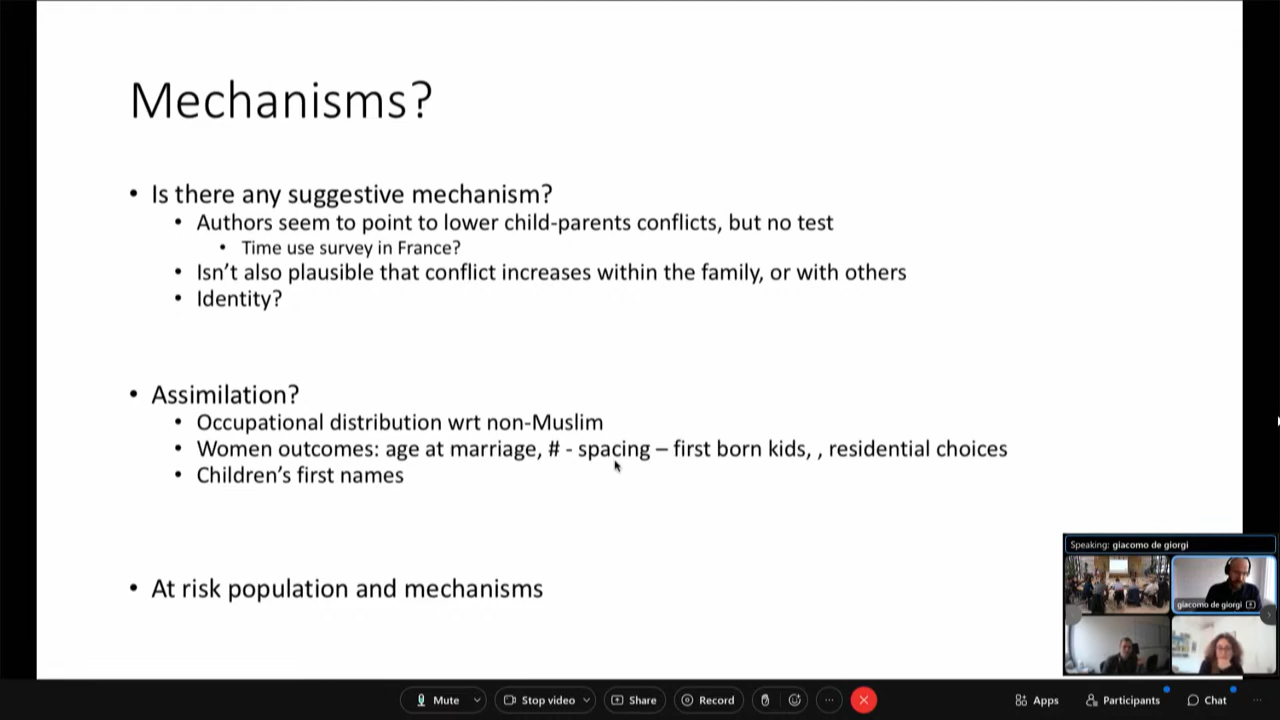 Mechanisms?
• Is there any suggestive mechanism?
• Authors seem to point to lower child-parents conflicts, but no test
• Time use survey in France?
• Isn't also plausible that conflict increases within the family, or with others
• Identity?
• Assimilation?
• Occupational distribution wrt non-Muslim
• Women outcomes: age at marriage, # - spacing – first born kids, , residential choices
• Children's first names
• At risk population and mechanisms
Speaking: giacomo de giorgi
giacomo de giorgi
Mute
Stop video
Share
Record
Apps
Participants
Chat